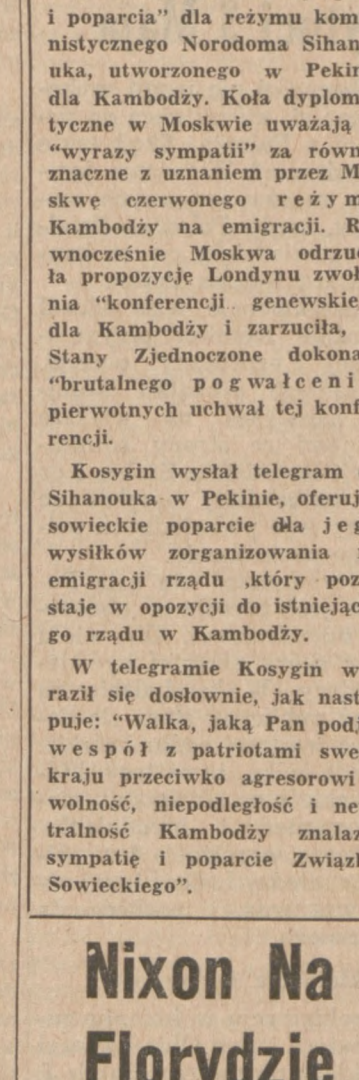 i poparcia” dla reżymu kom
nistycznego Norodoma Sihan
uka, utworzonego w Pekin
dla Kambodży. Koła dyplom
tyczne w Moskwie uważają
“wyrazy sympatii” za równ
znaczne z uznaniem przez M
skwę czerwonego reżym
Kambodży na emigracji. R
wnocześnie Moskwa odrzuc
ła propozycję Londynu zwoł
nia “konferencji genewskie
dla Kambodży i zarzuciła,
Stany Zjednoczone dokona
“brutalnego pogwałceni
pierwotnych uchwał tej konf
rencji.
Kosygin wysłał telegram
Sihanouka w Pekinie, oferuj
sowieckie poparcie dla jeg
wysiłków zorganizowania
emigracji rządu ,który poz
staje w opozycji do istniejąc
go rządu w Kambodży.
W telegramie Kosygin w
raził się dosłownie, jak nast
puje: “Walka, jaką Pan podj
wespół z patriotami swe
kraju przeciwko agresorowi
wolność, niepodległość i ne
tralność Kambodży znalaz
sympatię i poparcie Związk
Sowieckiego”.
Nixon Na
Florydzie